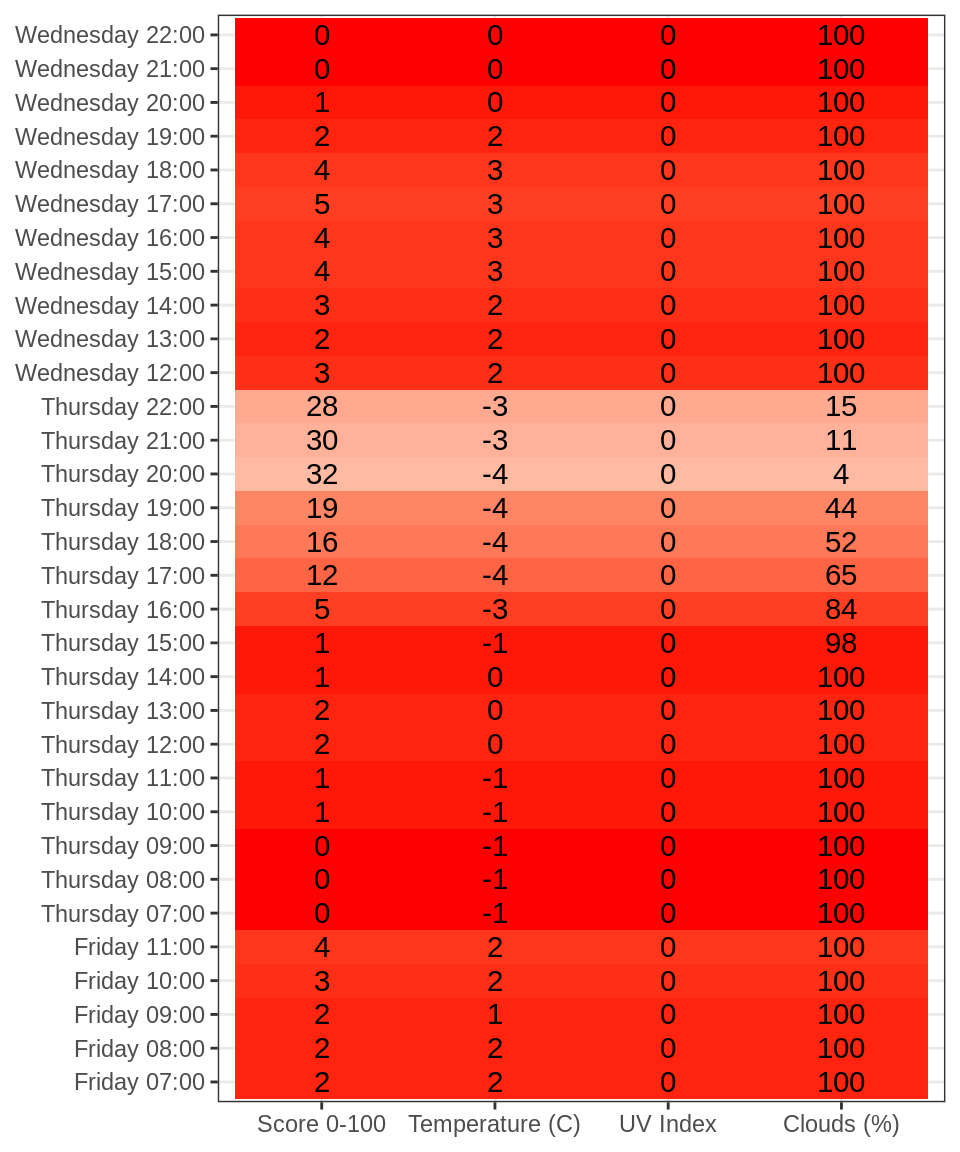 Wednesday 22:00 0 0 0 100
Wednesday 21:00 0 0 0 100
Wednesday 20:00 1 0 0 100
Wednesday 19:00 2 2 0 100
Wednesday 18:00 4 3 0 100
Wednesday 17:00 5 3 0 100
Wednesday 16:00 4 3 0 100
Wednesday 15:00 4 3 0 100
Wednesday 14:00 3 2 0 100
Wednesday 13:00 2 2 0 100
Wednesday 12:00 3 2 0 100
Thursday 22:00 28 -3 0 15
Thursday 21:00 30 -3 0 11
Thursday 20:00 32 -4 0 4
Thursday 19:00 19 -4 0 44
Thursday 18:00 16 -4 0 52
Thursday 17:00 12 -4 0 65
Thursday 16:00 5 -3 0 84
Thursday 15:00 1 -1 0 98
Thursday 14:00 1 0 0 100
Thursday 13:00 2 0 0 100
Thursday 12:00 2 0 0 100
Thursday 11:00 1 -1 0 100
Thursday 10:00 1 -1 0 100
Thursday 09:00 0 -1 0 100
Thursday 08:00 0 -1 0 100
Thursday 07:00 0 -1 0 100
Friday 11:00 4 2 0 100
Friday 10:00 3 2 0 100
Friday 09:00 2 1 0 100
Friday 08:00 2 2 0 100
Friday 07:00 2 2 0 100
Score 0-100 Temperature (C) UV Index Clouds (%)